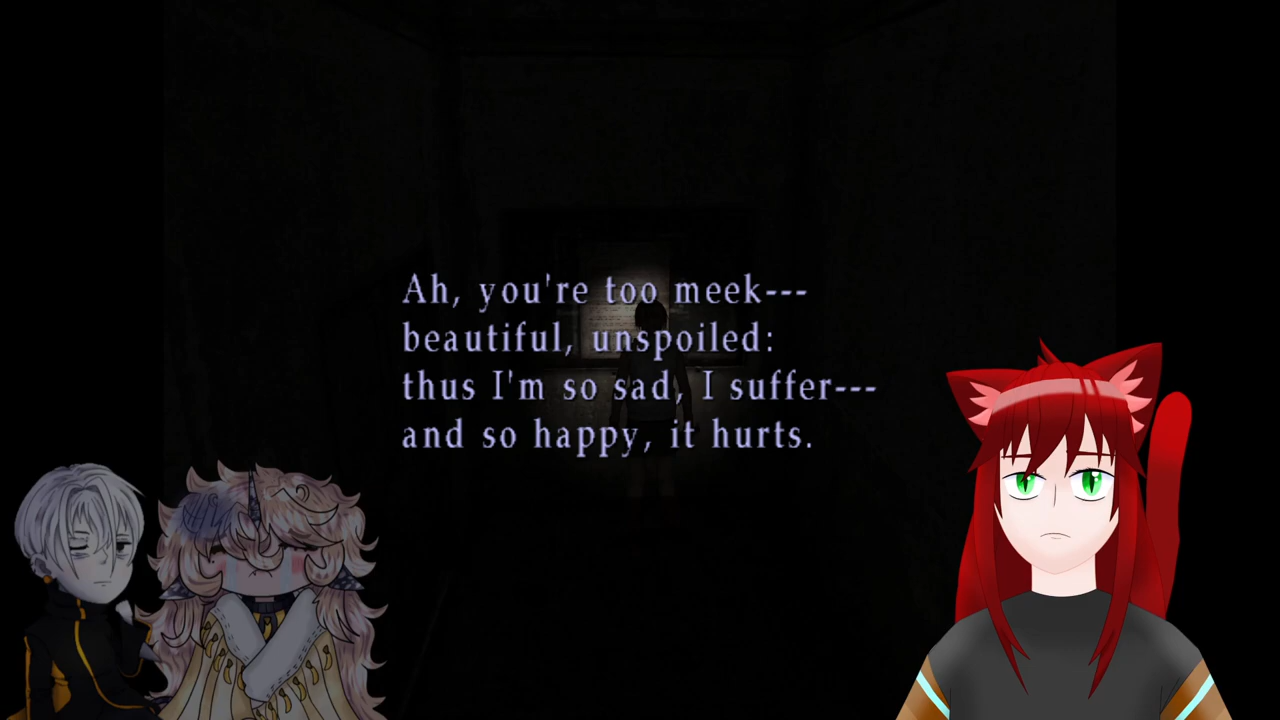 Ah, you're too meek---
beautiful, unspoiled:
thus I'm so sad, I suffer---
and so happy, it hurts.